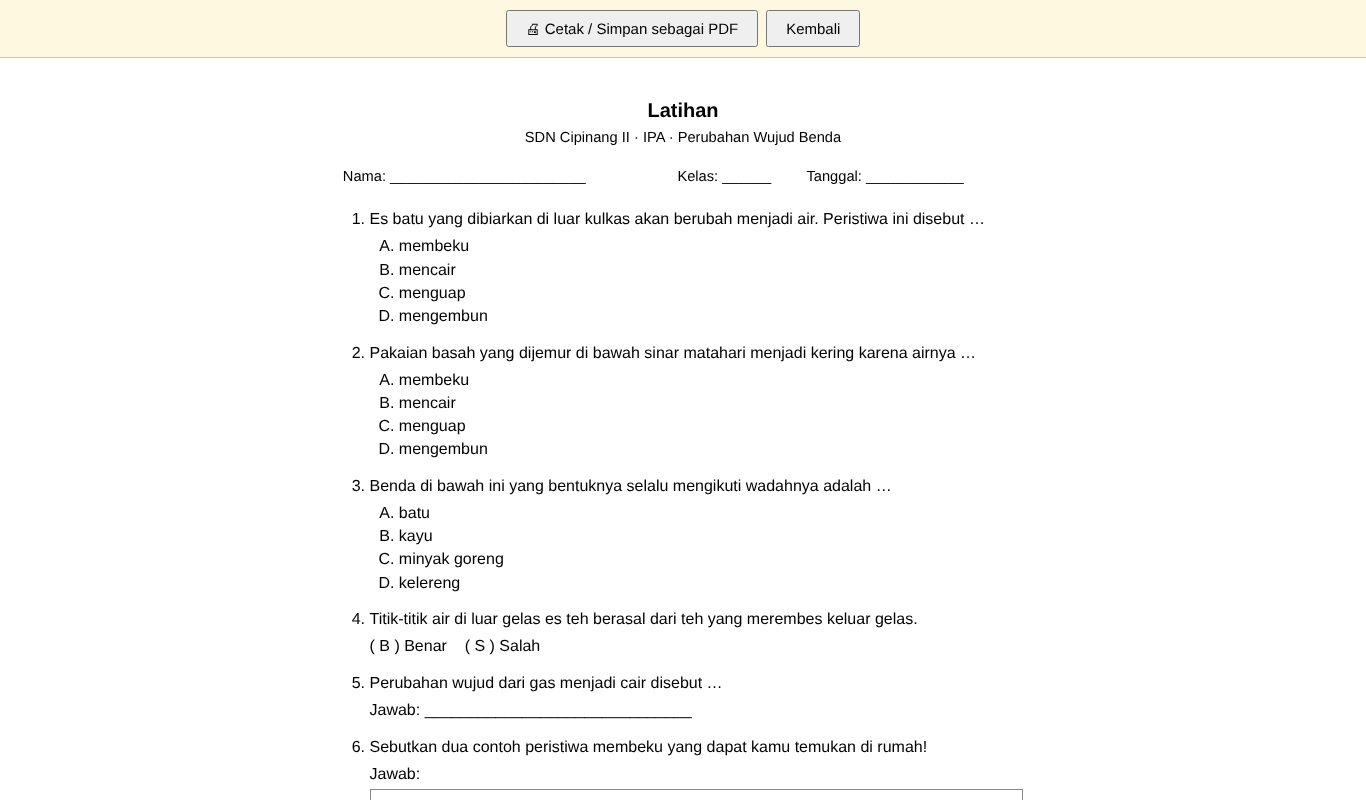 🖨 Cetak / Simpan sebagai PDF Kembali
Latihan
SDN Cipinang II · IPA · Perubahan Wujud Benda
Nama: ________________________ Kelas: ______ Tanggal: ____________
1. Es batu yang dibiarkan di luar kulkas akan berubah menjadi air. Peristiwa ini disebut …
A. membeku
B. mencair
C. menguap
D. mengembun
2. Pakaian basah yang dijemur di bawah sinar matahari menjadi kering karena airnya …
A. membeku
B. mencair
C. menguap
D. mengembun
3. Benda di bawah ini yang bentuknya selalu mengikuti wadahnya adalah …
A. batu
B. kayu
C. minyak goreng
D. kelereng
4. Titik-titik air di luar gelas es teh berasal dari teh yang merembes keluar gelas.
( B ) Benar ( S ) Salah
5. Perubahan wujud dari gas menjadi cair disebut …
Jawab: ______________________________
6. Sebutkan dua contoh peristiwa membeku yang dapat kamu temukan di rumah!
Jawab: